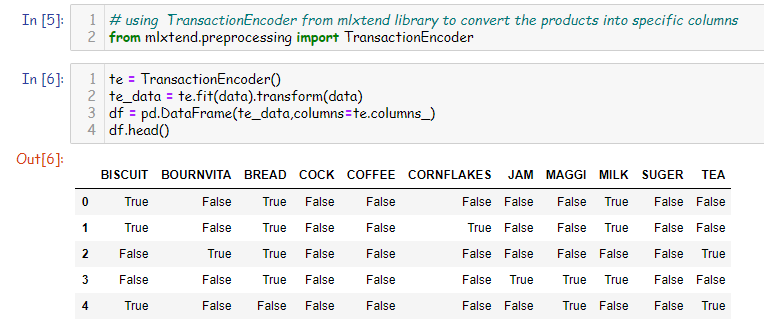 In [5]: 1 # using  TransactionEncoder from mlxtend library to convert the products into specific columns
2 from mlxtend.preprocessing import TransactionEncoder
In [6]: 1 te = TransactionEncoder()
2 te_data = te.fit(data).transform(data)
3 df = pd.DataFrame(te_data,columns=te.columns_)
4 df.head()
Out[6]:
BISCUIT BOURNVITA BREAD COCK COFFEE CORNFLAKES JAM MAGGI MILK SUGER TEA
0 True False True False False False False False True False False
1 True False True False False True False False True False False
2 False True True False False False False False False False True
3 False False True False False False True True True False False
4 True False False False False False False True False False True